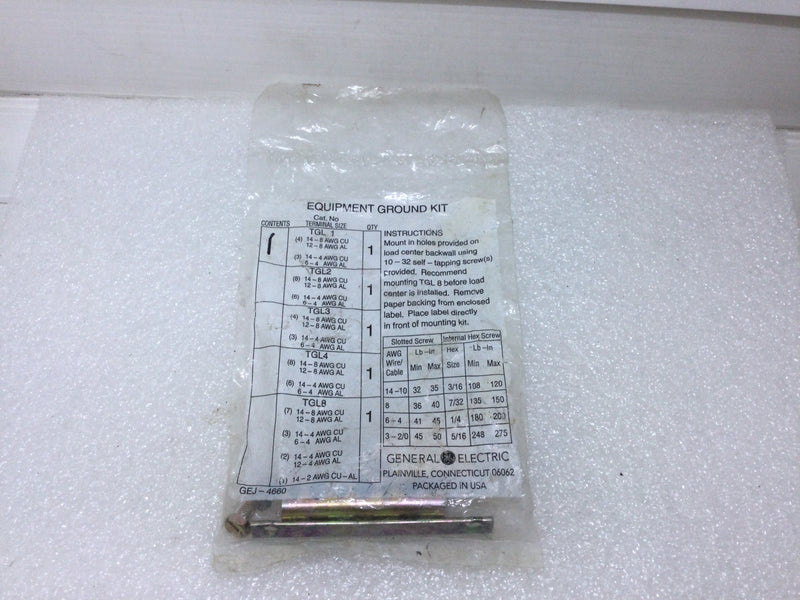 EQUIPMENT GROUND KIT
CONTENTS Cat. No TERMINAL SIZE QTY
1 TGL 1 1
(4) 14-8 AWG CU
12-8 AWG AL
(3) 14-4 AWG CU
6-4 AWG AL
TGL2 1
(8) 14-8 AWG CU
12-8 AWG AL
(6) 14-4 AWG CU
6-4 AWG AL
TGL3 1
(4) 14-8 AWG CU
12-8 AWG AL
(3) 14-4 AWG CU
6-4 AWG AL
TGL4 1
(8) 14-8 AWG CU
12-8 AWG AL
(6) 14-4 AWG CU
6-4 AWG AL
TGL8 1
(7) 14-8 AWG CU
12-8 AWG AL
(3) 14-4 AWG CU
6-4 AWG AL
(2) 14-4 AWG CU
12-4 AWG AL
(1) 14-2 AWG CU-AL
GEJ-4660
INSTRUCTIONS
Mount in holes provided on
load center backwall using
10-32 self-tapping screw(s)
provided. Recommend
mounting TGL 8 before load
center is installed. Remove
paper backing from enclosed
label. Place label directly
in front of mounting kit.
Slotted Screw Internal Hex Screw
AWG Wire/Cable Lb-In Min Max Hex Size Lb-In Min Max
14-10 32 35 3/16 108 120
8 36 40 7/32 135 150
6-4 41 45 1/4 180 200
3-2/0 45 50 5/16 248 275
GENERAL GE ELECTRIC
PLAINVILLE, CONNECTICUT 06062
PACKAGED IN USA